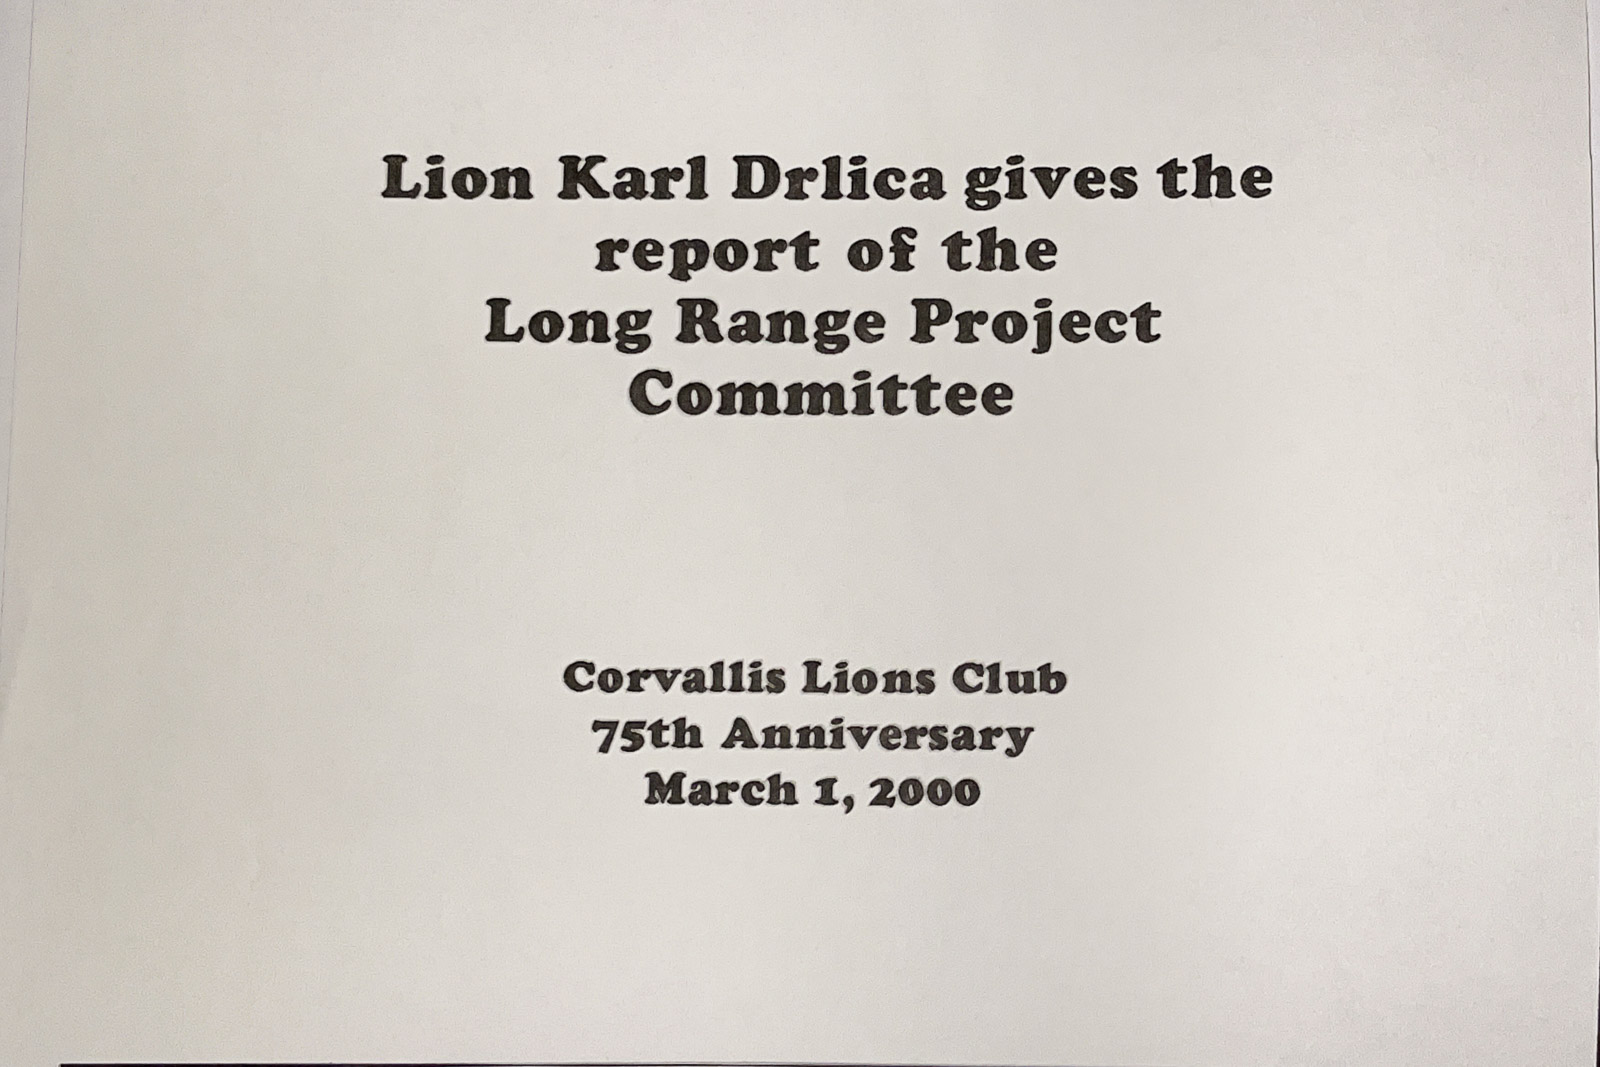 Lion Karl Drlica gives the
report of the
Long Range Project
Committee
Corvallis Lions Club
75th Anniversary
March 1, 2000